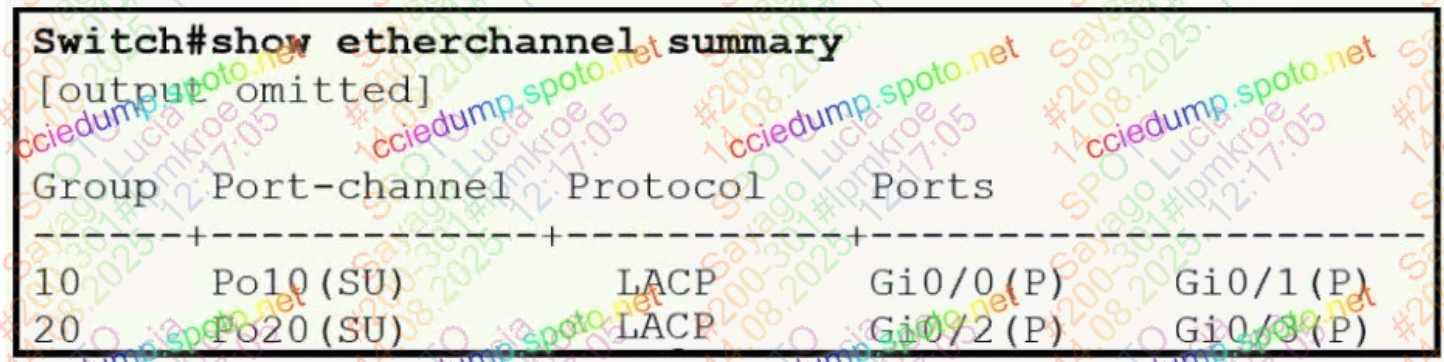 Switch#show etherchannel summary
[output omitted]
Group Port-channel Protocol Ports
------+-------------+-----------+-----------------------
10 Po10(SU) LACP Gi0/0(P) Gi0/1(P)
20 Po20(SU) LACP Gi0/2(P) Gi0/3(P)
cciedump.spoto.net
cciedump.spoto.net
cciedump.spoto.net
cciedump.spoto.net
SPOTO Lucia
Sayago
#200-301
#lpmkroe
14.08.2025.
12:17:05